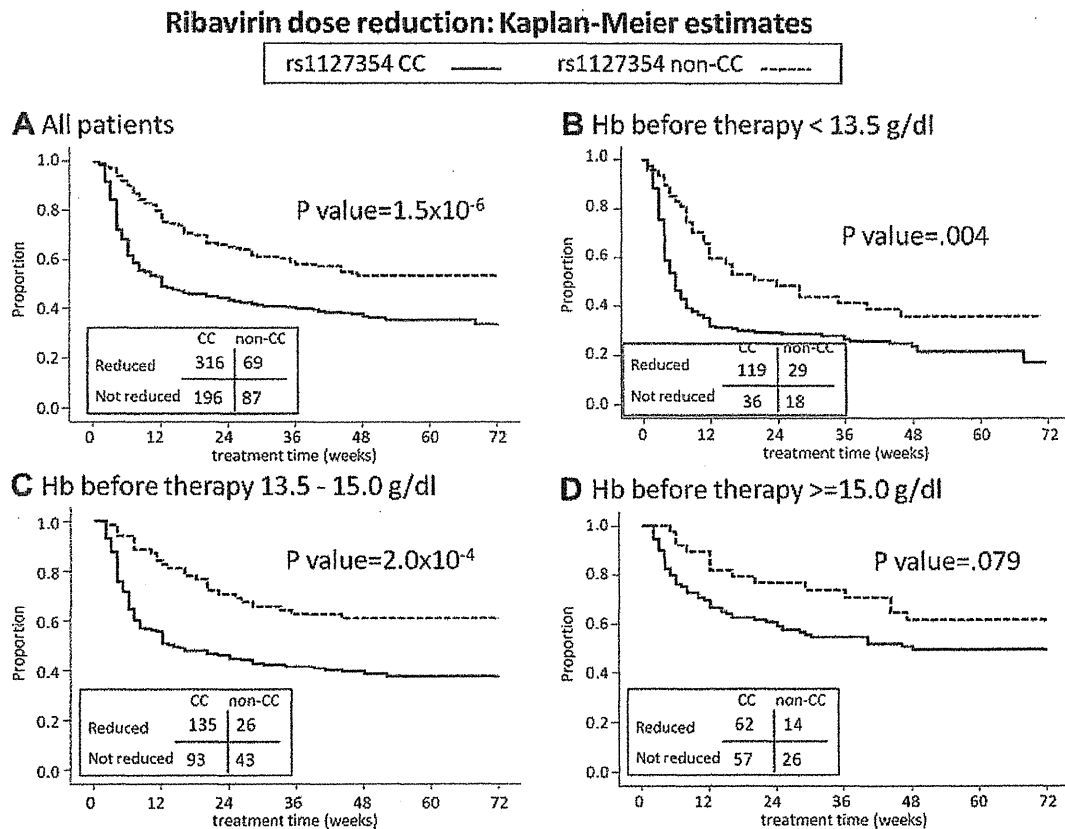 Ribavirin dose reduction: Kaplan-Meier estimates
rs1127354 CC rs1127354 non-CC
A All patients
1.0
0.8
0.6
0.4
0.2
0.0
Proportion
P value=1.5x10-6
CC non-CC
Reduced 316 69
Not reduced 196 87
0 12 24 36 48 60 72
treatment time (weeks)
B Hb before therapy < 13.5 g/dl
1.0
0.8
0.6
0.4
0.2
0.0
Proportion
P value=.004
CC non-CC
Reduced 119 29
Not reduced 36 18
0 12 24 36 48 60 72
treatment time (weeks)
C Hb before therapy 13.5 - 15.0 g/dl
1.0
0.8
0.6
0.4
0.2
0.0
Proportion
P value=2.0x10-4
CC non-CC
Reduced 135 26
Not reduced 93 43
0 12 24 36 48 60 72
treatment time (weeks)
D Hb before therapy >=15.0 g/dl
1.0
0.8
0.6
0.4
0.2
0.0
Proportion
P value=.079
CC non-CC
Reduced 62 14
Not reduced 57 26
0 12 24 36 48 60 72
treatment time (weeks)